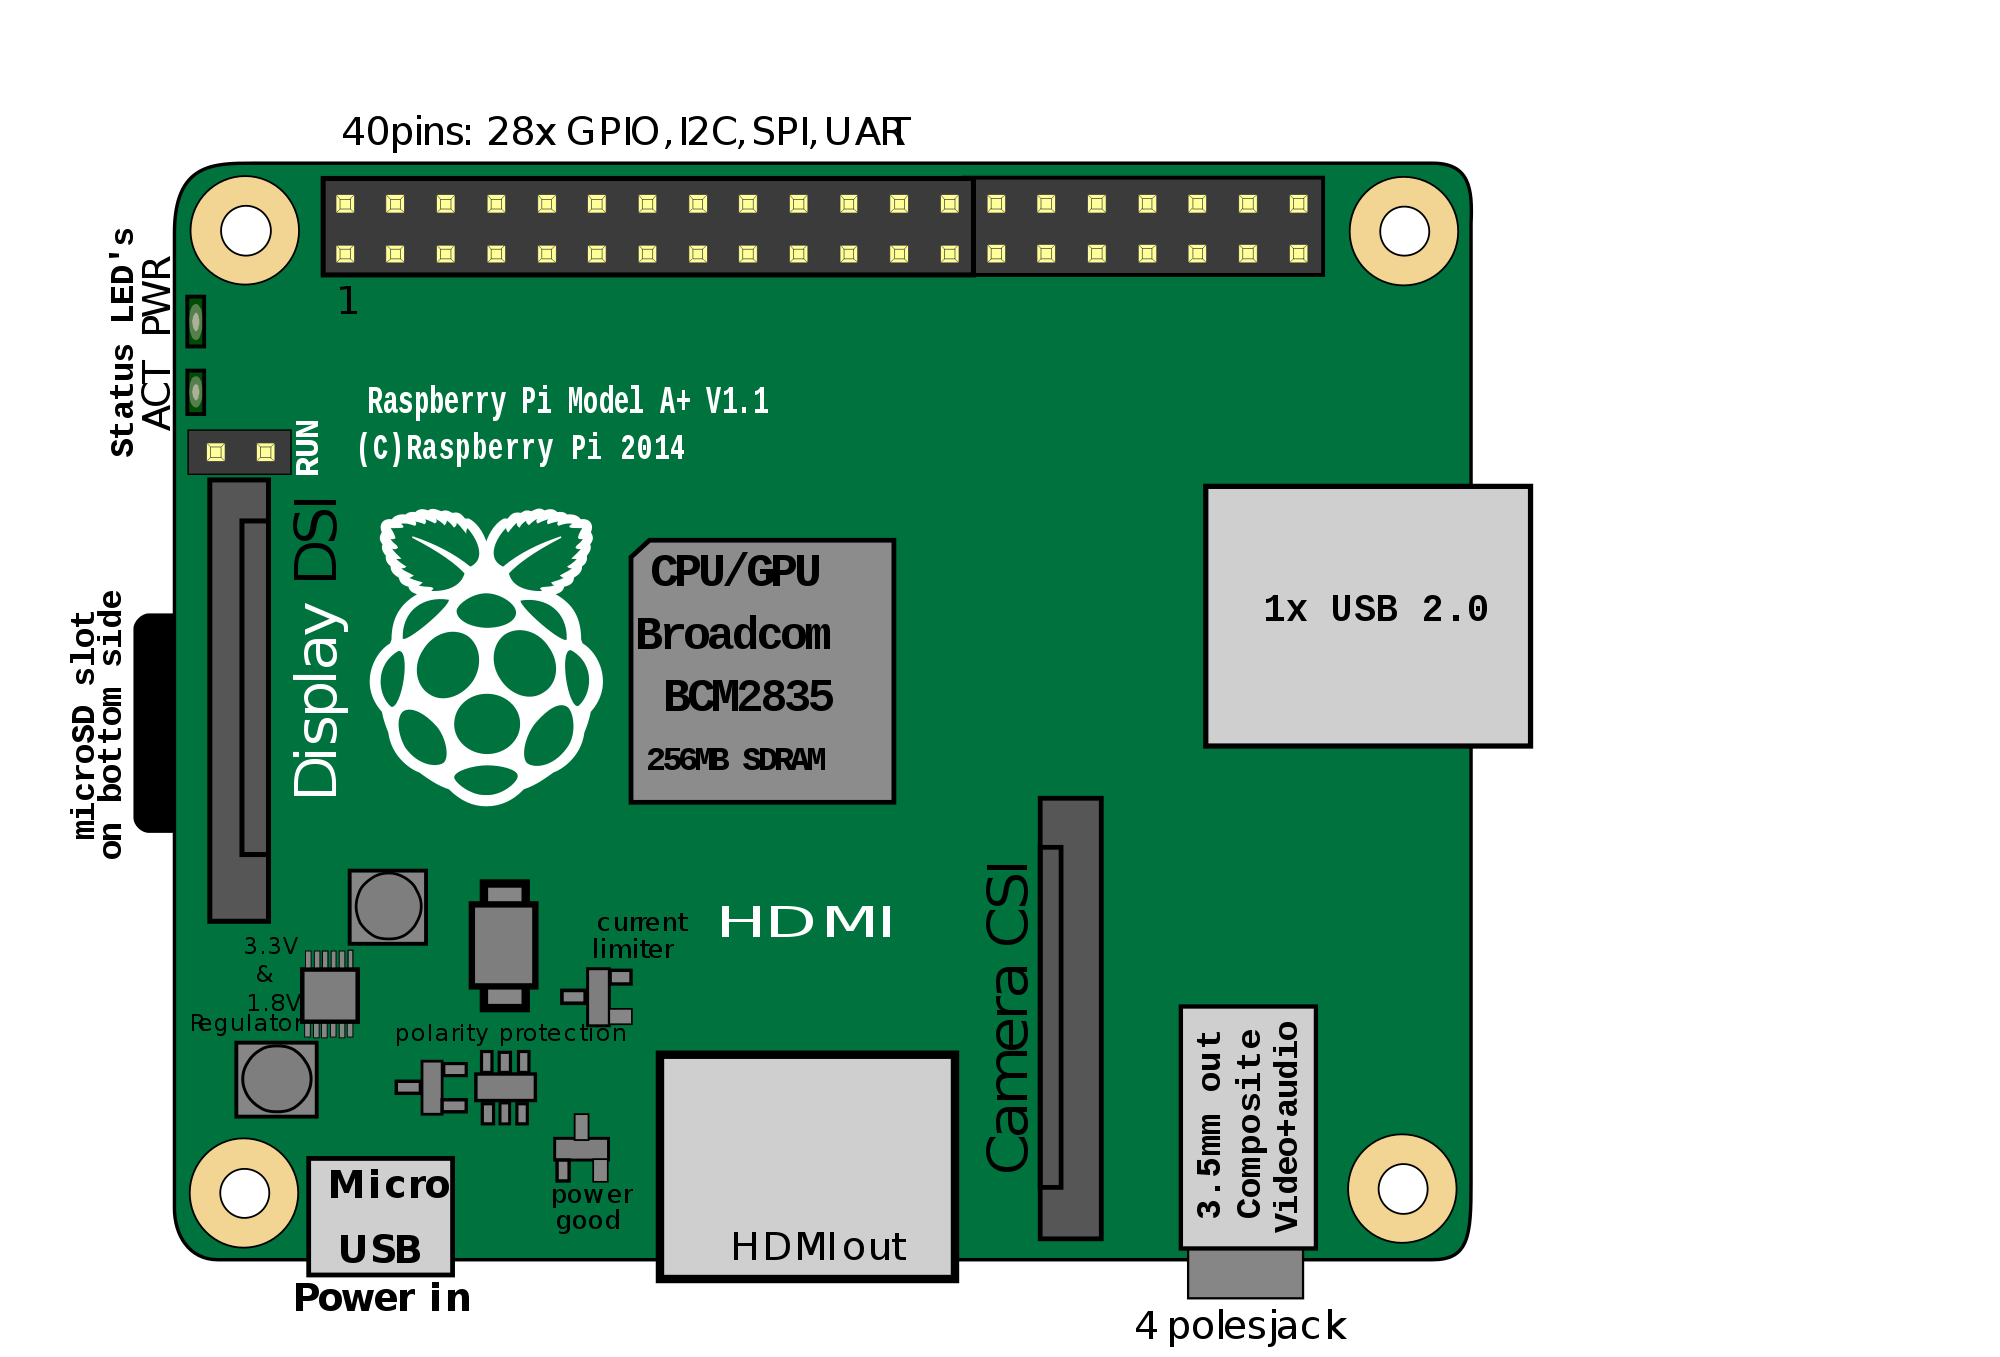 40pins: 28x GPIO, I2C, SPI, UART
1
Status LED's
ACT PWR
RUN
Raspberry Pi Model A+ V1.1
(C)Raspberry Pi 2014
Display DSI
microSD slot
on bottom side
CPU/GPU
Broadcom
BCM2835
256MB SDRAM
1x USB 2.0
3.3V
&
1.8V
Regulator
current
limiter
polarity protection
HDMI
Camera CSI
power
good
Micro
USB
Power in
HDMI out
3.5mm out
Composite
Video+audio
4 poles jack